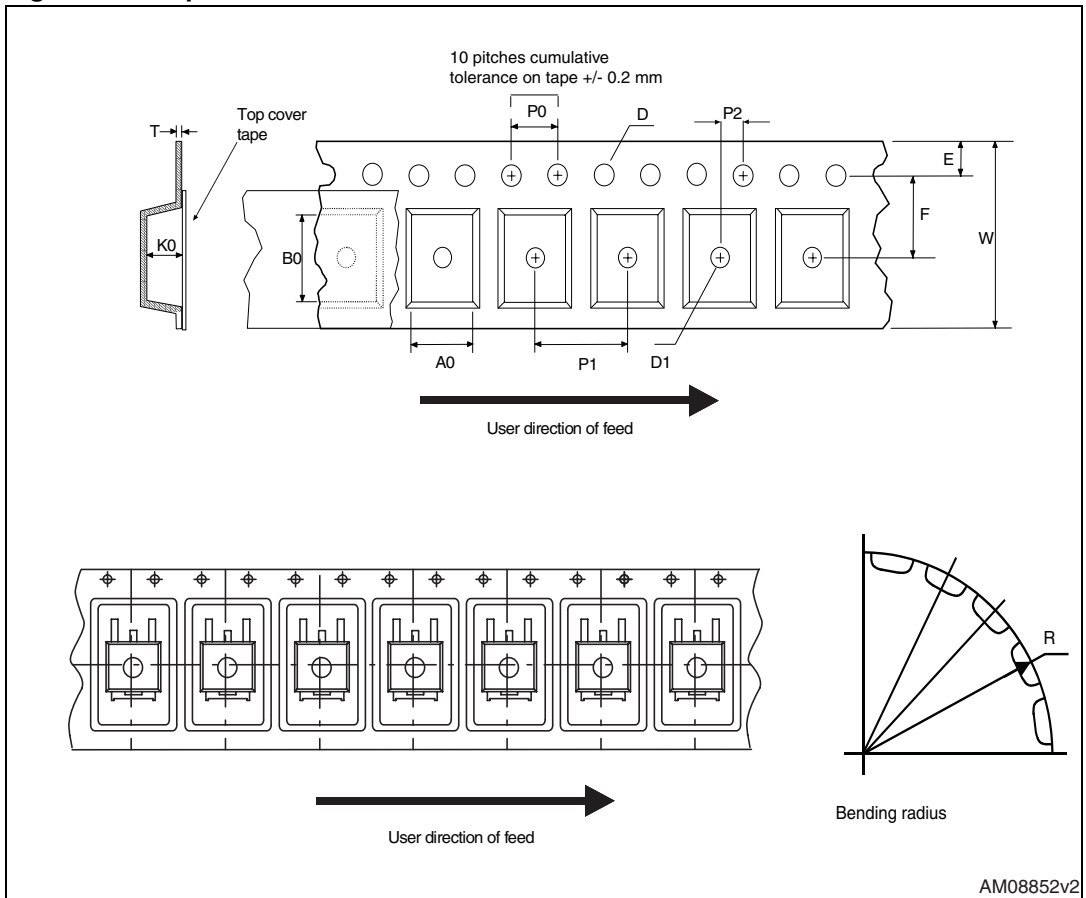 10 pitches cumulative
tolerance on tape +/- 0.2 mm
Top cover
tape
T
P0
D
P2
E
F
W
K0
B0
A0
P1
D1
User direction of feed
R
Bending radius
User direction of feed
AM08852v2